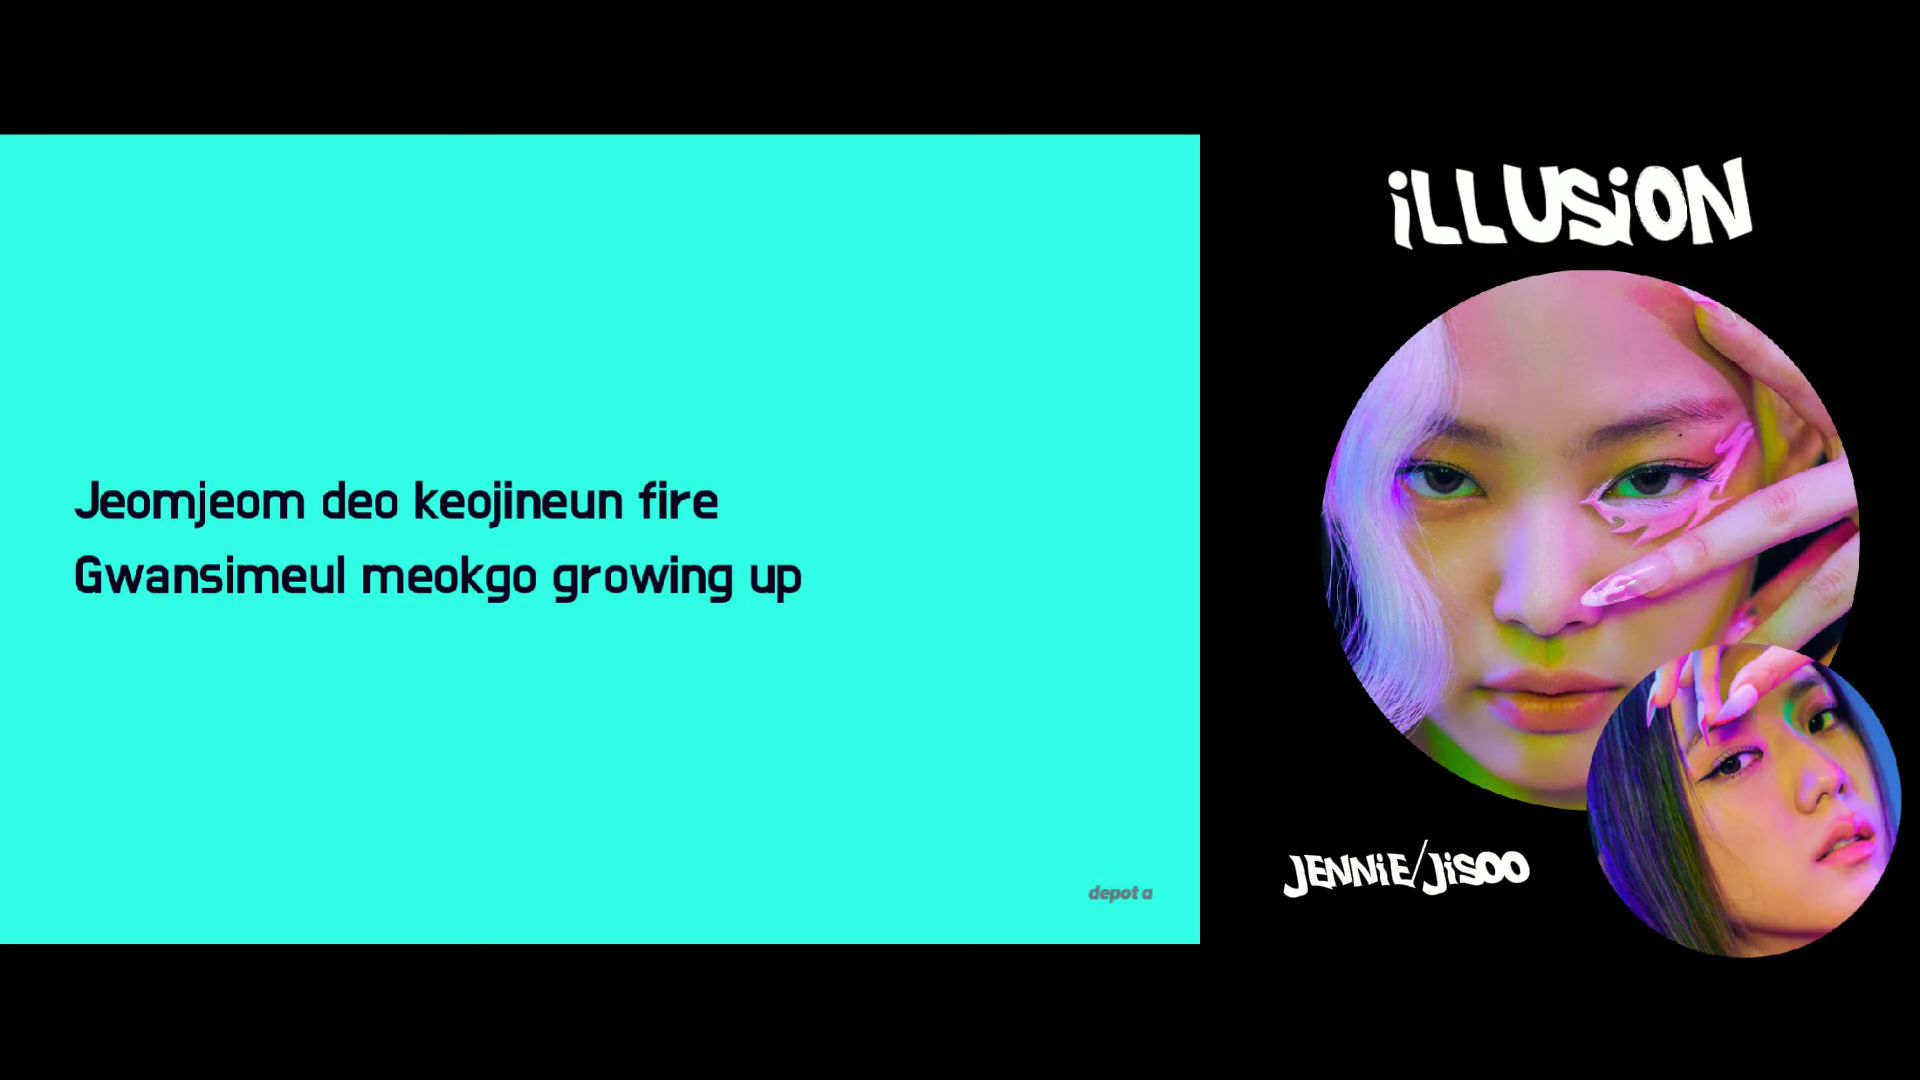 iLLUSiON
Jeomjeom deo keojineun fire
Gwansimeul meokgo growing up
JENNiE/JiSOO
depot a